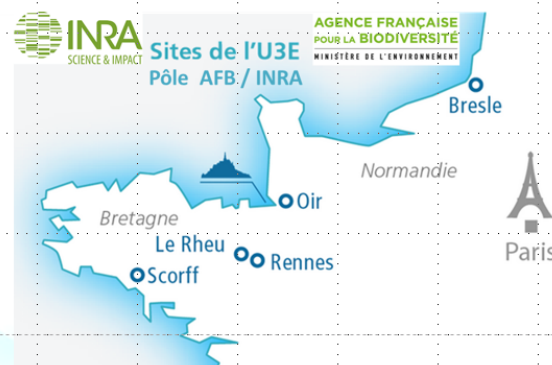 INRA
SCIENCE & IMPACT
Sites de l'U3E
Pôle AFB / INRA
AGENCE FRANÇAISE
POUR LA BIODIVERSITÉ
MINISTÈRE DE L'ENVIRONNEMENT
Bresle
Normandie
Oir
Bretagne
Le Rheu
Rennes
Paris
Scorff